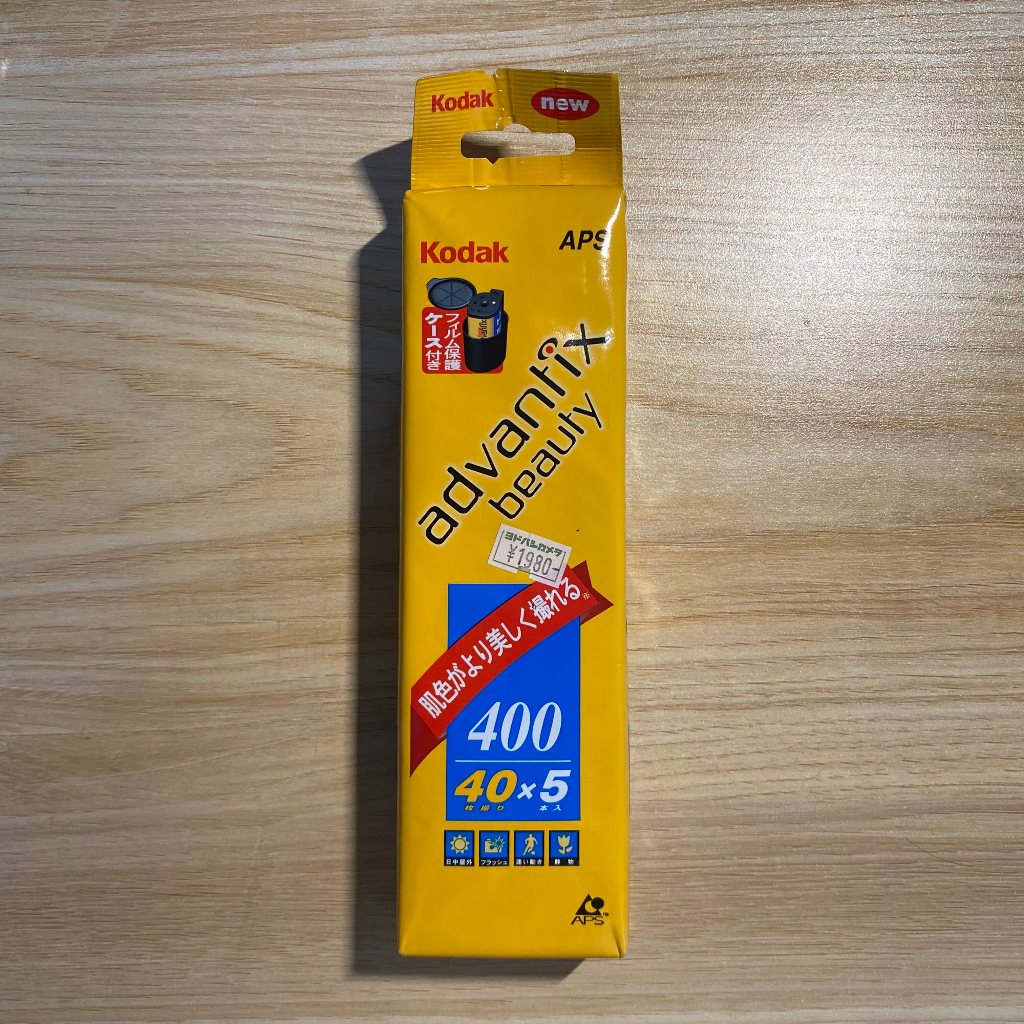 Kodak
new
Kodak
APS
フィルム保護
ケース付き
advantix
beauty
ヨドバシカメラ
¥1980-
肌色がより美しく撮れる
400
40×5
枚撮り
本入
日中屋外
フラッシュ
速い動き
静物
APS™